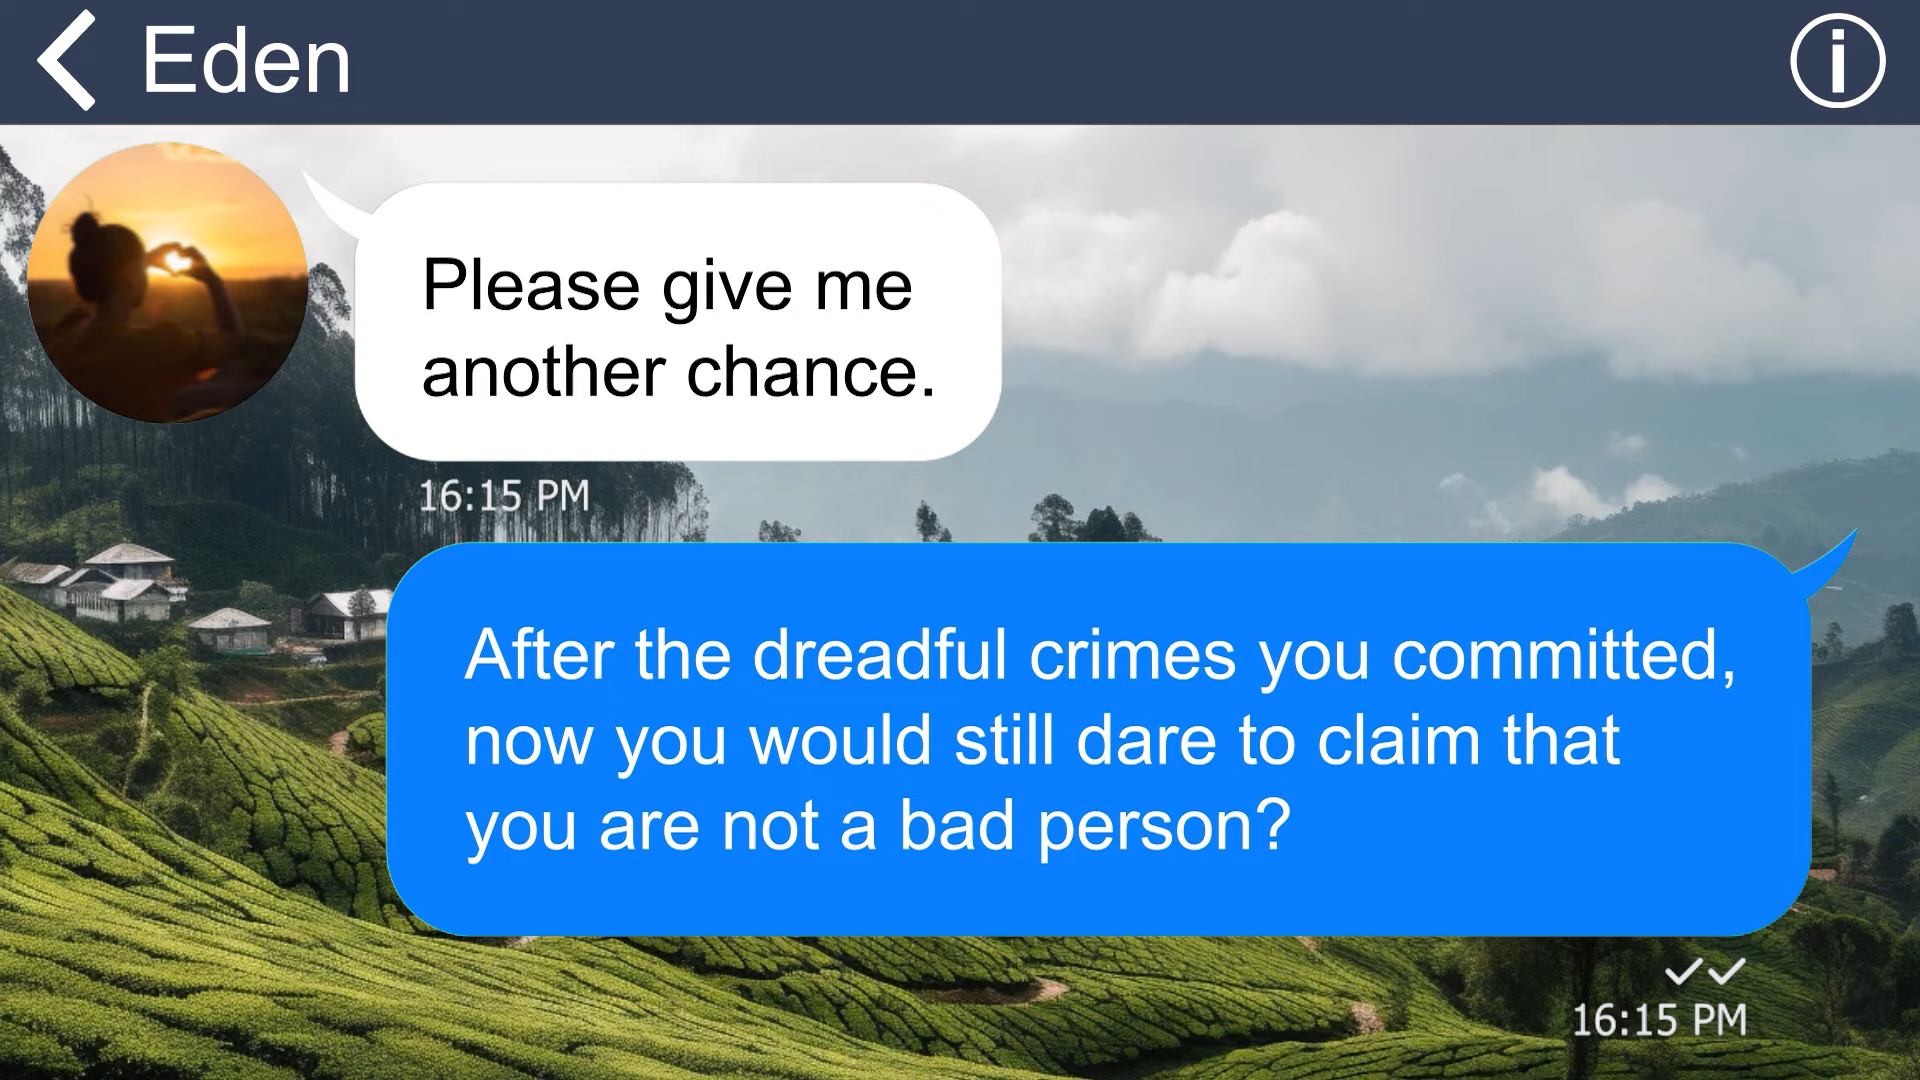 Eden
Please give me
another chance.
16:15 PM
After the dreadful crimes you committed,
now you would still dare to claim that
you are not a bad person?
16:15 PM